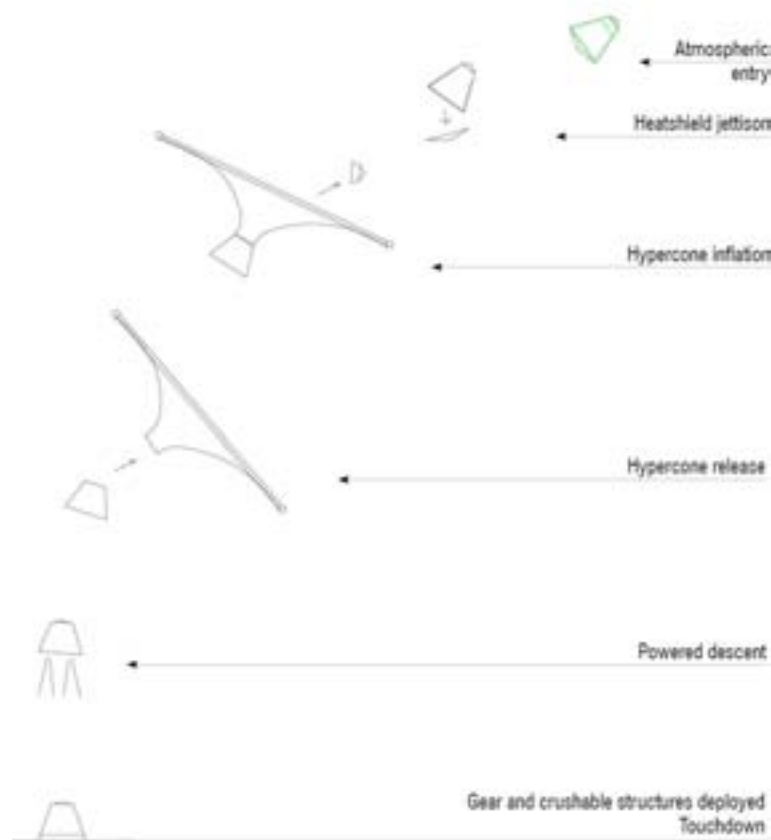 Atmospheric
entry
Heatshield jettison
Hypercone inflation
Hypercone release
Powered descent
Gear and crushable structures deployed
Touchdown